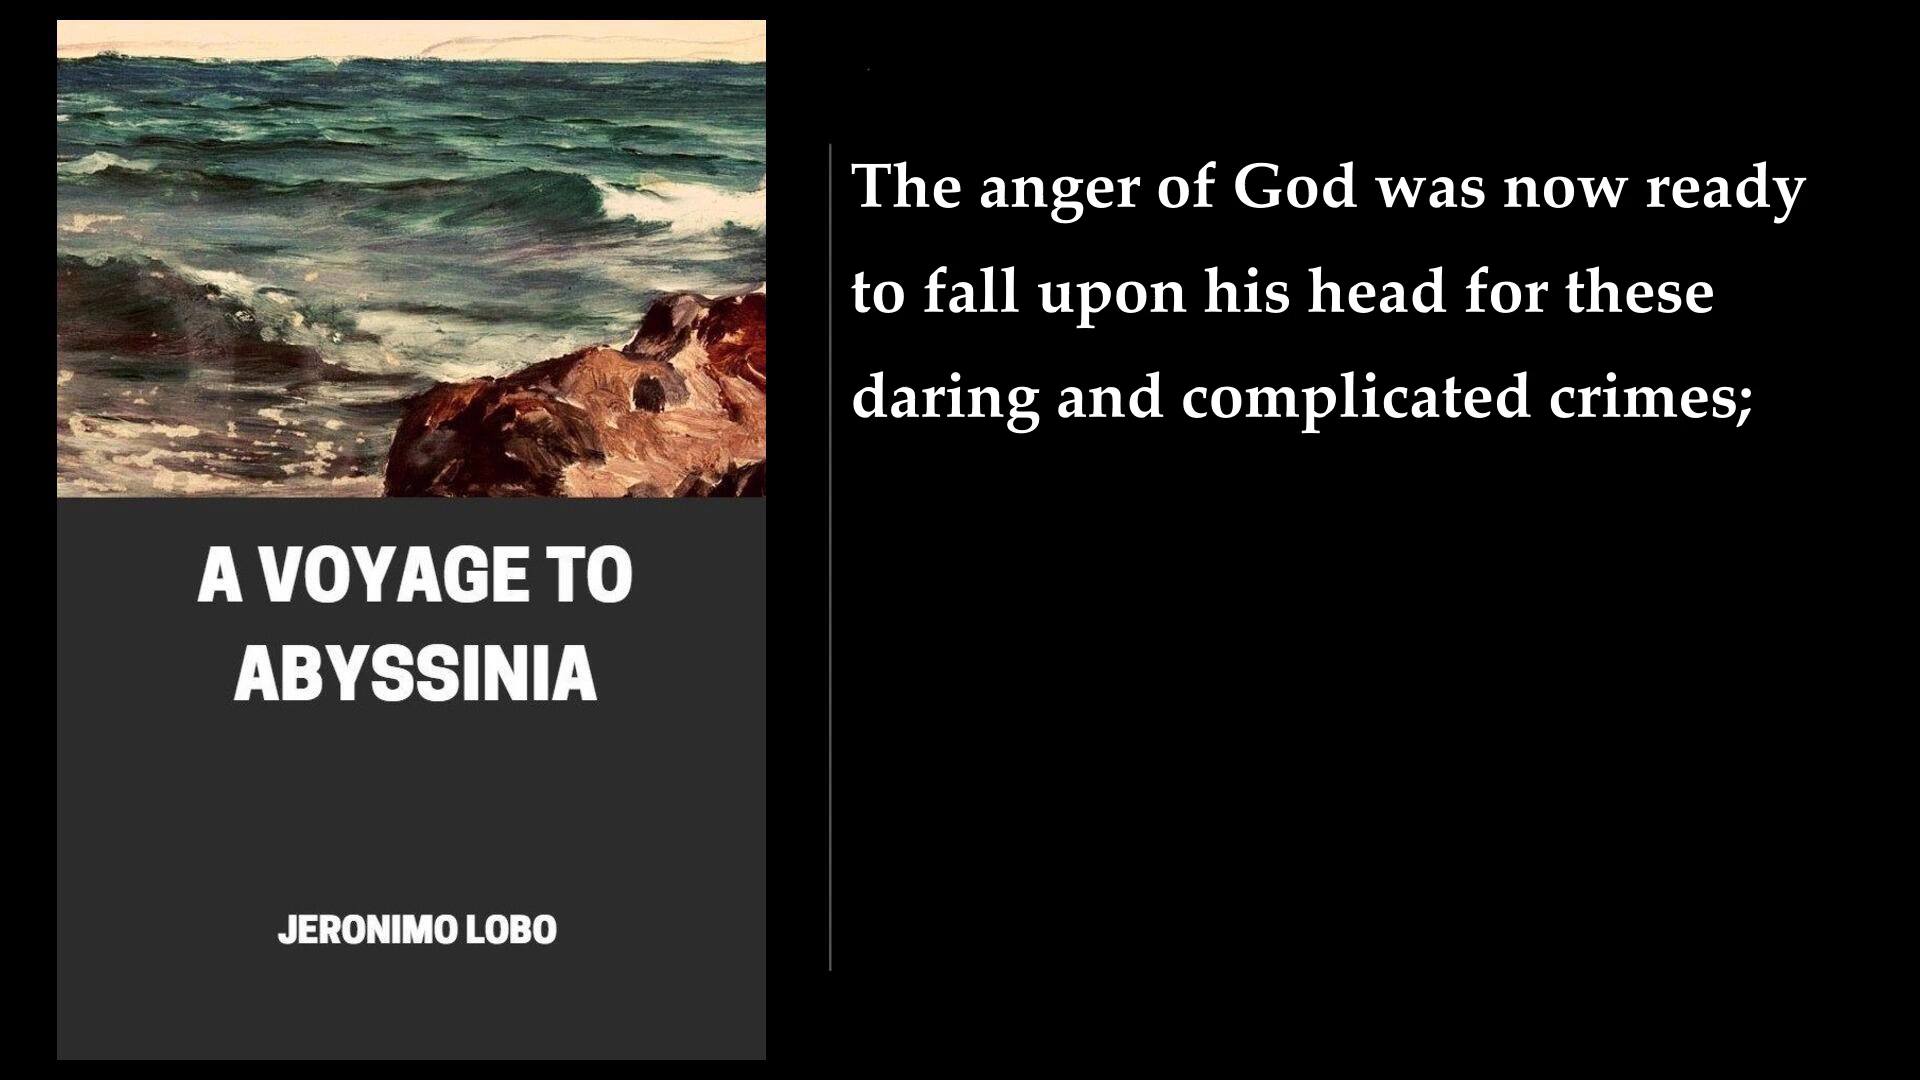 A VOYAGE TO
ABYSSINIA
JERONIMO LOBO
The anger of God was now ready
to fall upon his head for these
daring and complicated crimes;